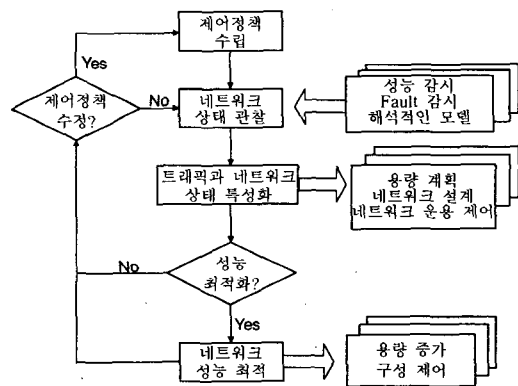 제어정책
수립
Yes
제어정책
수정?
No
네트워크
상태 관찰
성능 감시
Fault 감시
해석적인 모델
트래픽과 네트워크
상태 특성화
용량 계획
네트워크 설계
네트워크 운용 제어
No
성능
최적화?
Yes
네트워크
성능 최적
용량 증가
구성 제어